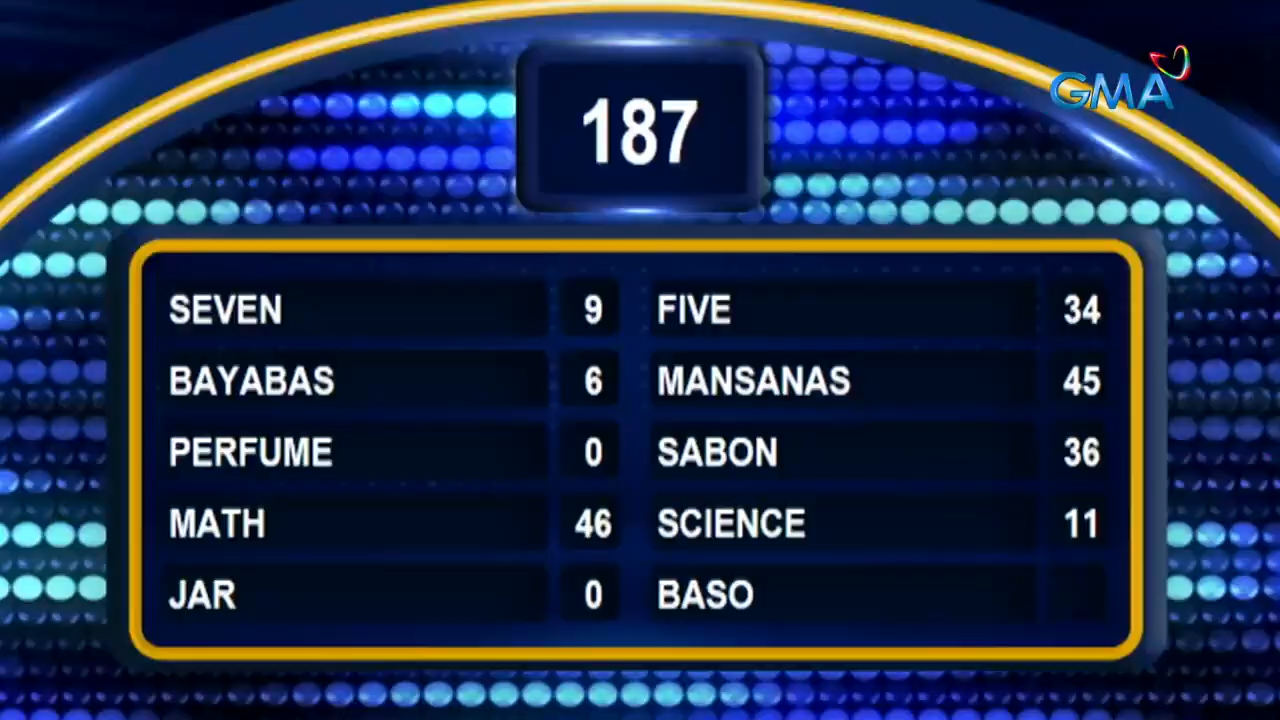 187
GMA
SEVEN 9 FIVE 34
BAYABAS 6 MANSANAS 45
PERFUME 0 SABON 36
MATH 46 SCIENCE 11
JAR 0 BASO